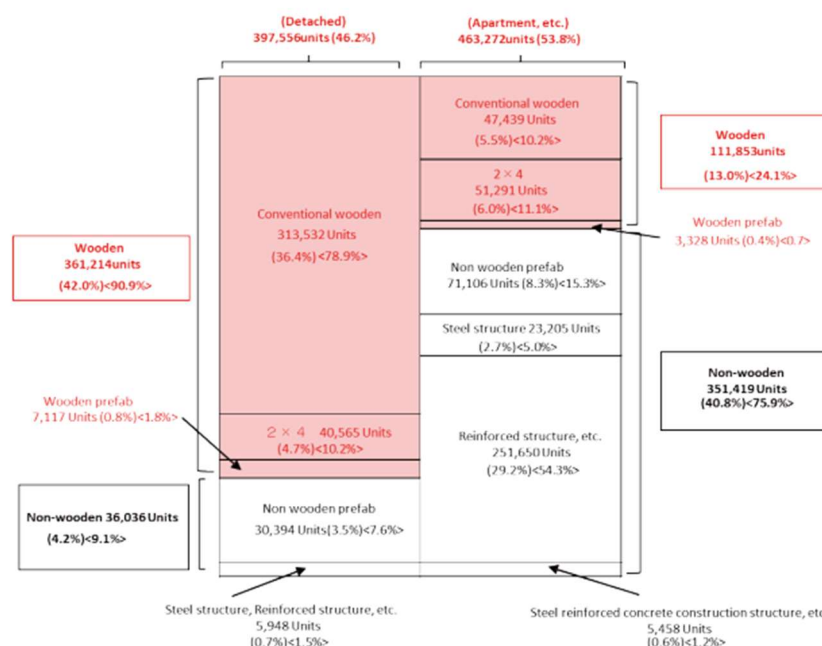 (Detached)
397,556units (46.2%)
(Apartment, etc.)
463,272units (53.8%)
Conventional wooden
47,439 Units
(5.5%)<10.2%>
Wooden
111,853units
(13.0%)<24.1%>
2×4
51,291 Units
(6.0%)<11.1%>
Conventional wooden
313,532 Units
(36.4%)<78.9%>
Wooden prefab
3,328 Units (0.4%)<0.7>
Wooden
361,214units
(42.0%)<90.9%>
Non wooden prefab
71,106 Units (8.3%)<15.3%>
Steel structure 23,205 Units
(2.7%)<5.0%>
Non-wooden
351,419 Units
(40.8%)<75.9%>
Wooden prefab
7,117 Units (0.8%)<1.8%>
2×4 40,565 Units
(4.7%)<10.2%>
Reinforced structure, etc.
251,650 Units
(29.2%)<54.3%>
Non wooden prefab
30,394 Units(3.5%)<7.6%>
Non-wooden 36,036 Units
(4.2%)<9.1%>
Steel structure, Reinforced structure, etc.
5,948 Units
(0.7%)<1.5%>
Steel reinforced concrete construction structure, etc
5,458 Units
(0.6%)<1.2%>